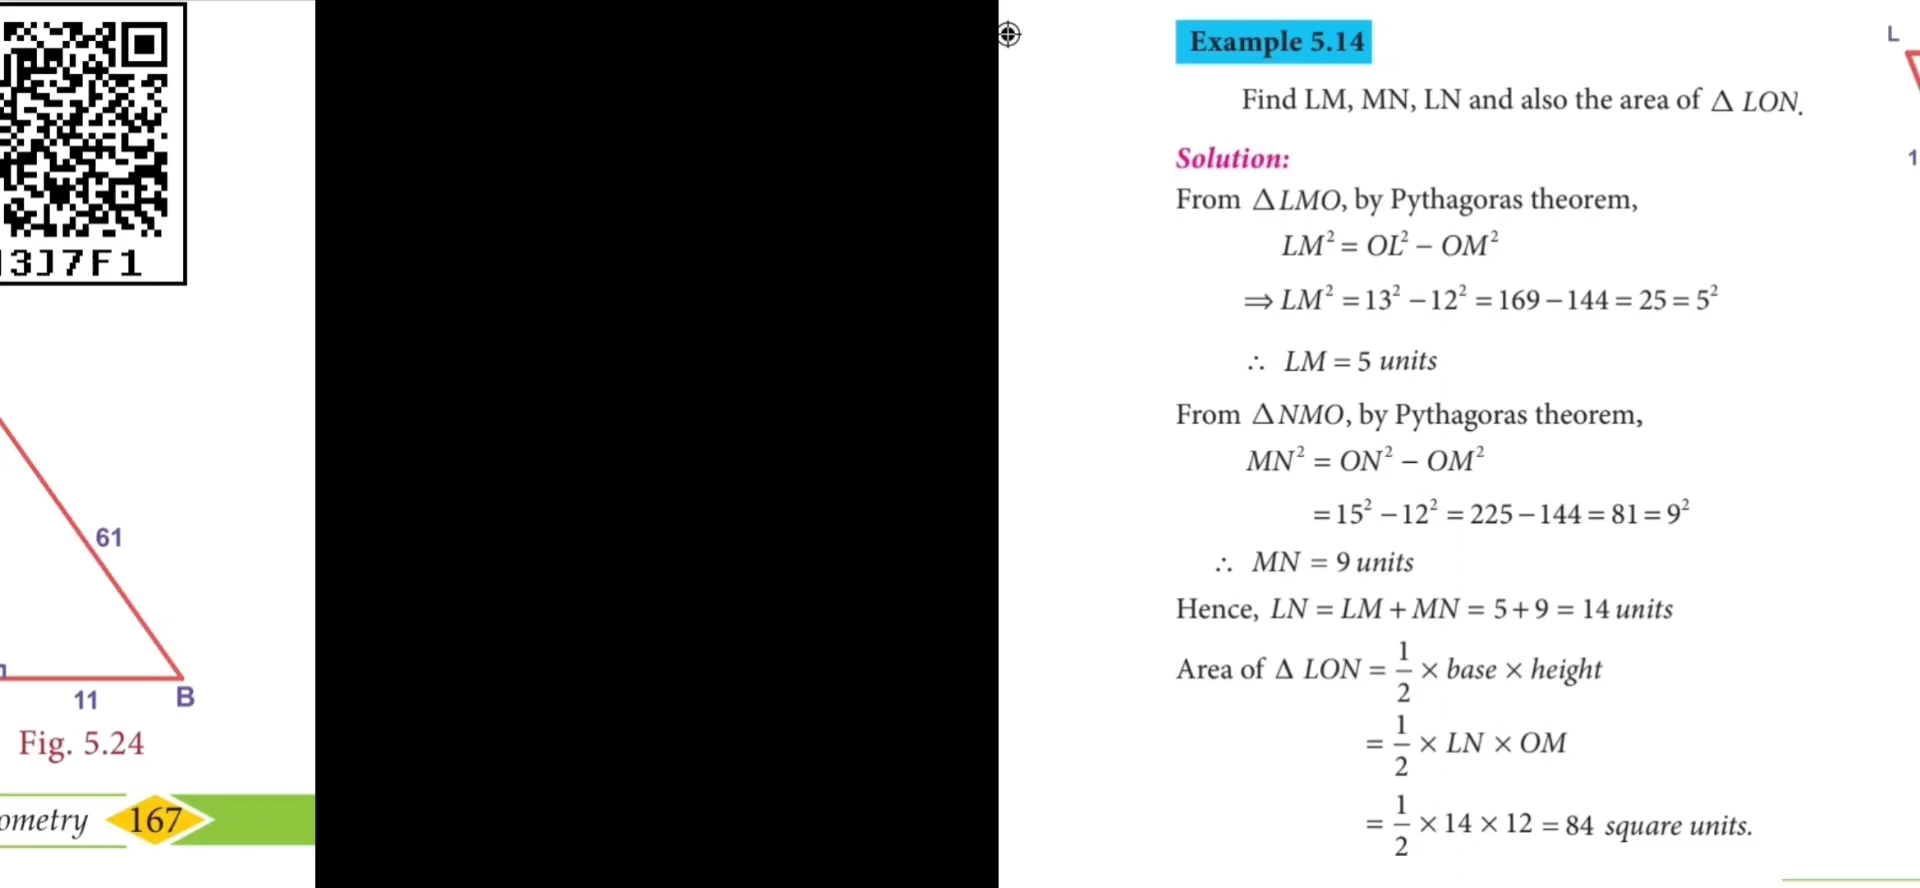 3J7F1
61
11
B
Fig. 5.24
ometry
167
Example 5.14
Find LM, MN, LN and also the area of Δ LON.
Solution:
From ΔLMO, by Pythagoras theorem,
LM² = OL² – OM²
⇒ LM² = 13² – 12² = 169 – 144 = 25 = 5²
∴ LM = 5 units
From ΔNMO, by Pythagoras theorem,
MN² = ON² – OM²
= 15² – 12² = 225 – 144 = 81 = 9²
∴ MN = 9 units
Hence, LN = LM + MN = 5 + 9 = 14 units
Area of Δ LON = 1/2 × base × height
= 1/2 × LN × OM
= 1/2 × 14 × 12 = 84 square units.
L
1